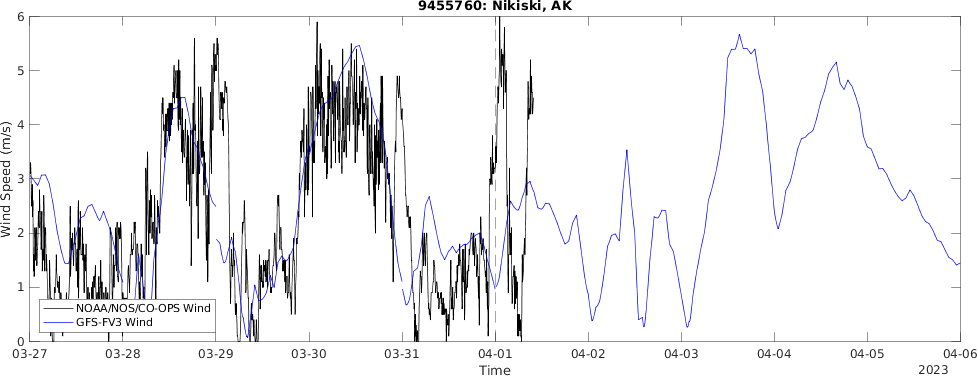 9455760: Nikiski, AK
Wind Speed (m/s)
6
5
4
3
2
1
0
NOAA/NOS/CO-OPS Wind
GFS-FV3 Wind
03-27 03-28 03-29 03-30 03-31 04-01 04-02 04-03 04-04 04-05 04-06
Time
2023